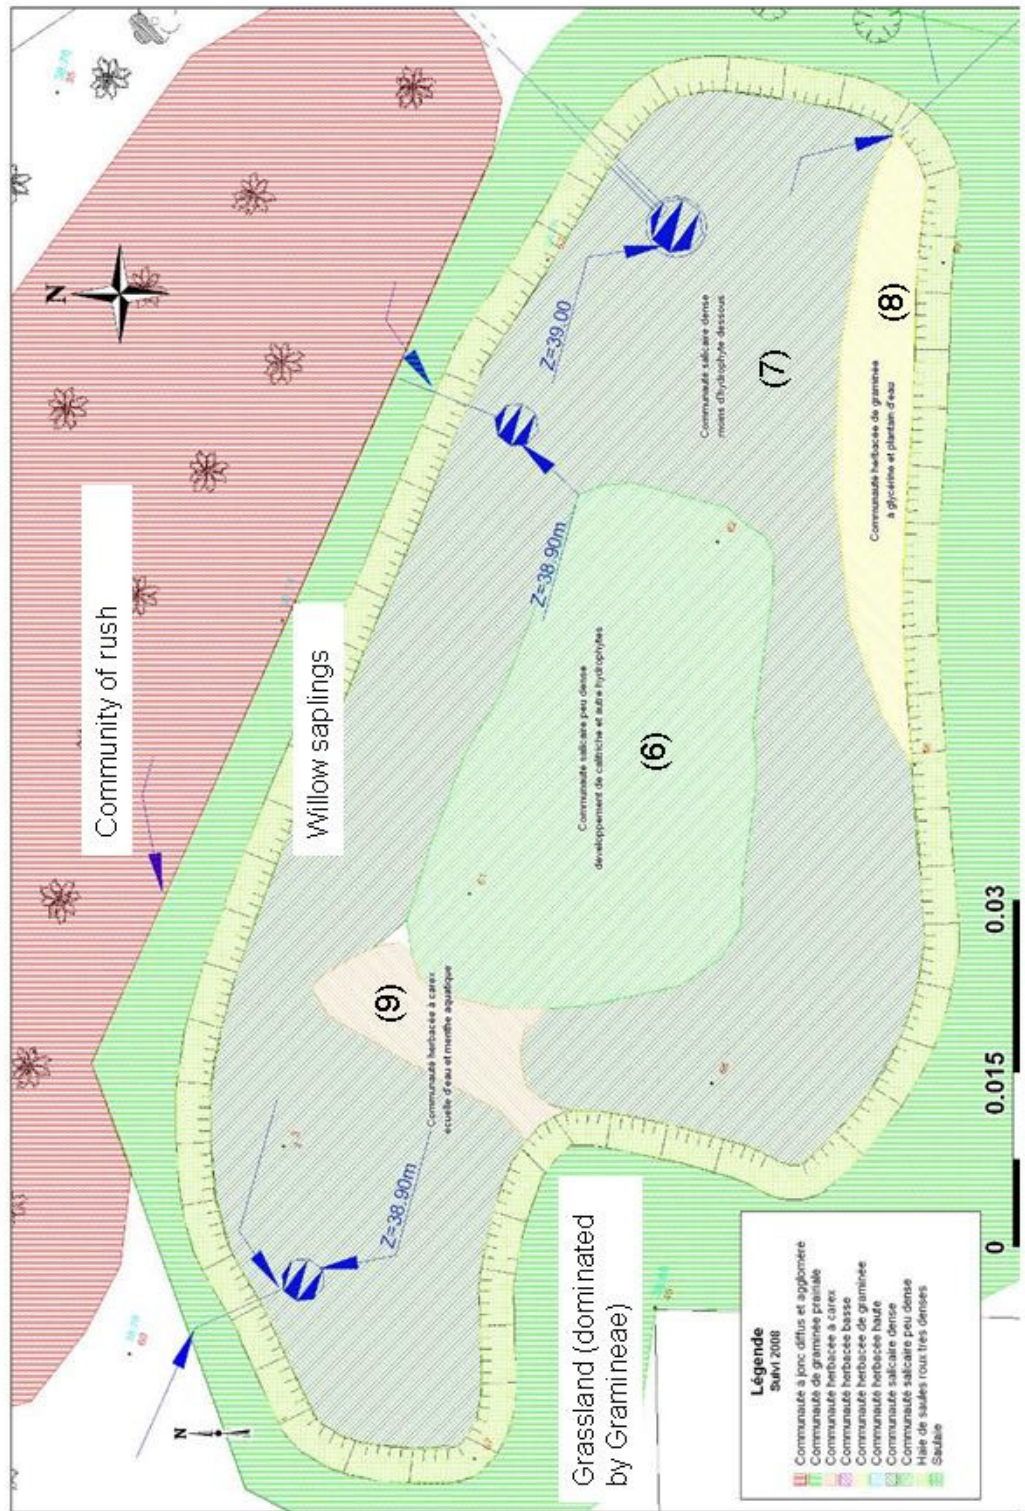 Community of rush
Willow saplings
N
Z=39.00
Z=38.90m
Communauté salicaire dense
moins d'hydrophyte dessous
(7)
(8)
Communauté herbacée de graminée
à glycérine et plantain d'eau
Communauté salicaire peu dense
développement de callitriche et autre hydrophytes
(6)
62
61
(9)
Communauté herbacée à carex
ecuelle d'eau et menthe aquatique
Z=38.90m
N
Grassland (dominated
by Gramineae)
Légende
Suivi 2008
Communauté à jonc diffus et aggloméré
Communauté de graminée prairiale
Communauté herbacée à carex
Communauté herbacée basse
Communauté herbacée de graminée
Communauté herbacée haute
Communauté salicaire dense
Communauté salicaire peu dense
Haie de saules roux très denses
Saulaie
0
0.015
0.03